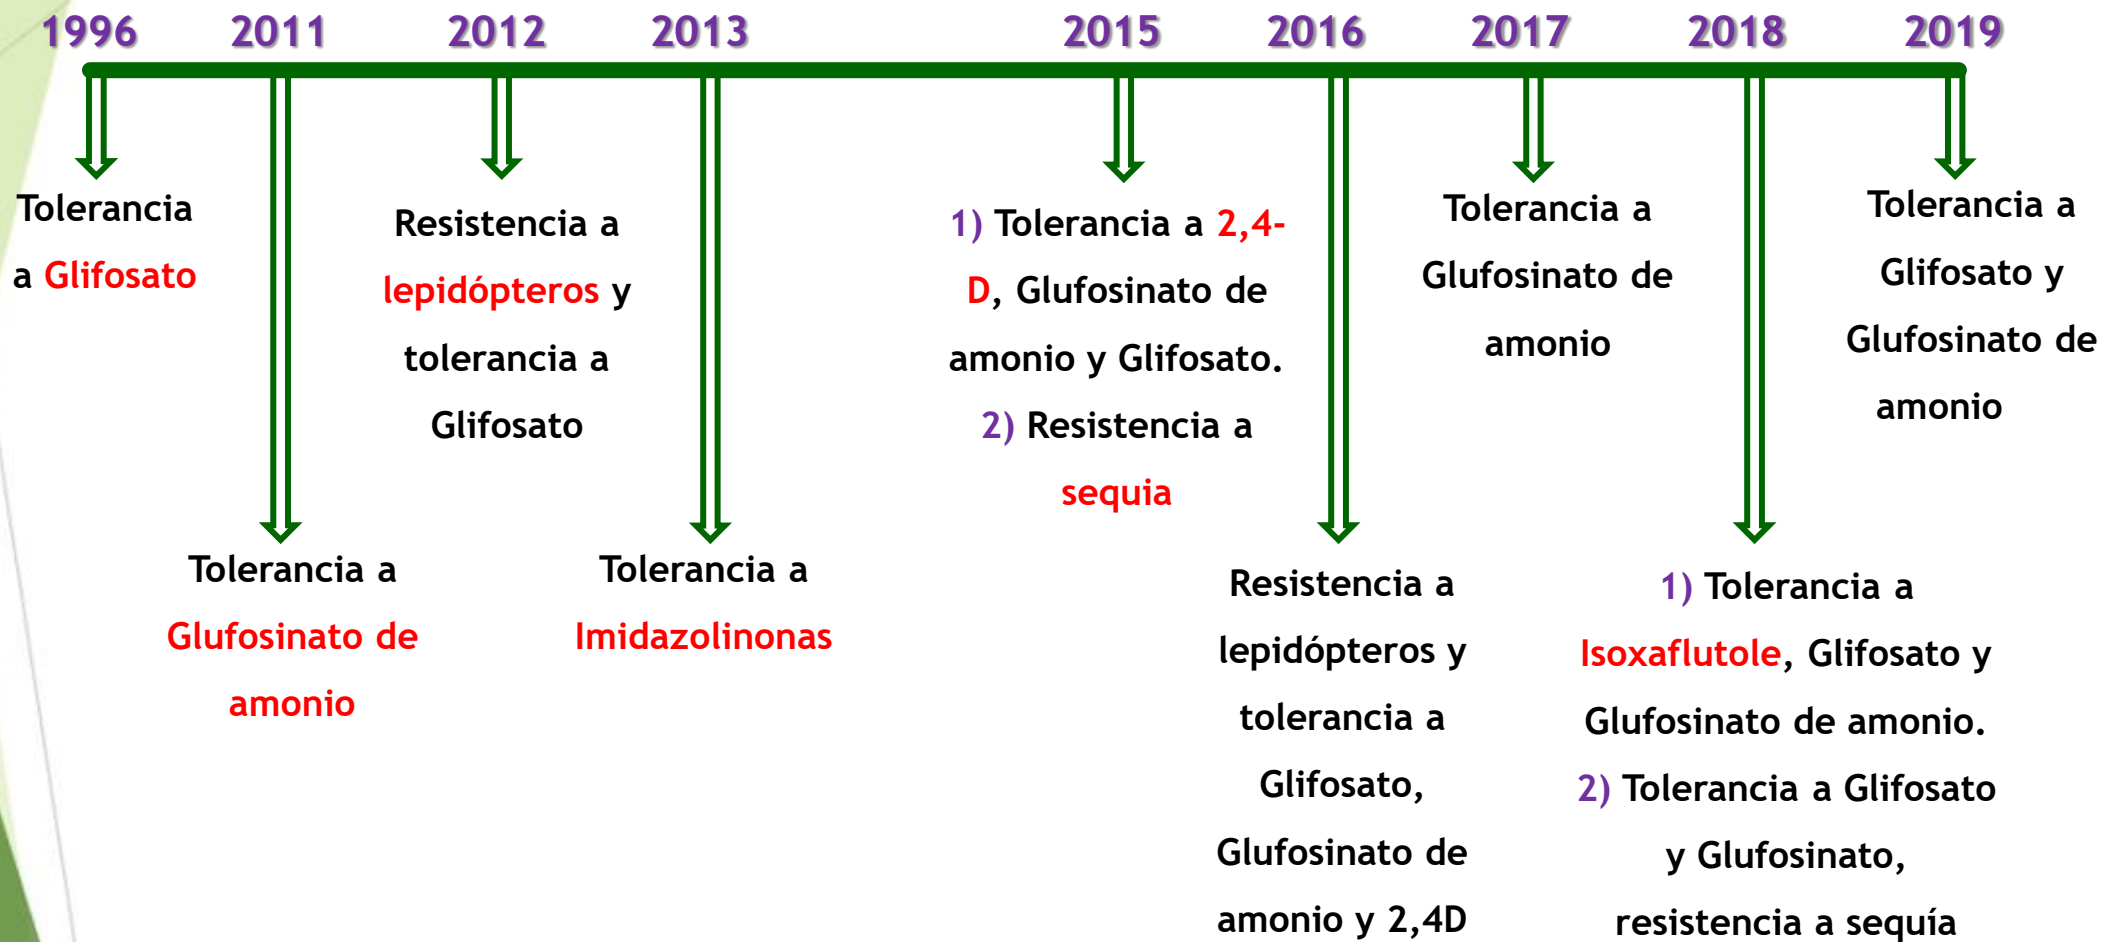 1996 2011 2012 2013 2015 2016 2017 2018 2019
Tolerancia
a Glifosato
Tolerancia a
Glufosinato de
amonio
Resistencia a
lepidópteros y
tolerancia a
Glifosato
Tolerancia a
Imidazolinonas
1) Tolerancia a 2,4-
D, Glufosinato de
amonio y Glifosato.
2) Resistencia a
sequia
Resistencia a
lepidópteros y
tolerancia a
Glifosato,
Glufosinato de
amonio y 2,4D
Tolerancia a
Glufosinato de
amonio
1) Tolerancia a
Isoxaflutole, Glifosato y
Glufosinato de amonio.
2) Tolerancia a Glifosato
y Glufosinato,
resistencia a sequía
Tolerancia a
Glifosato y
Glufosinato de
amonio